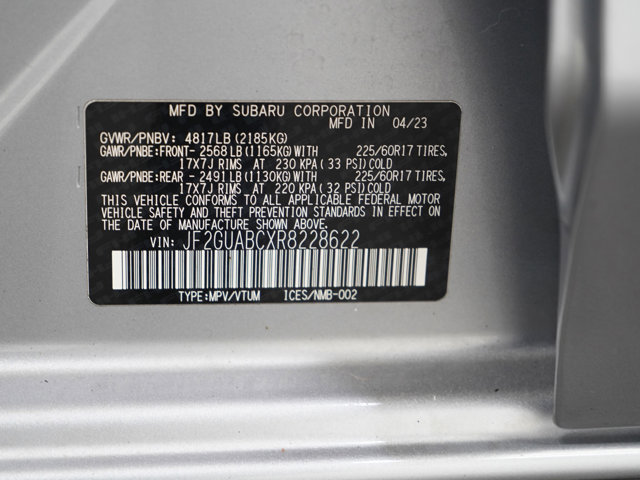 MFD BY SUBARU CORPORATION
MFD IN 04/23
GVWR/PNBV: 4817LB(2185KG)
GAWR/PNBE:FRONT- 2568LB(1165KG)WITH 225/60R17 TIRES,
17X7J RIMS AT 230 KPA( 33 PSI)COLD
GAWR/PNBE:REAR - 2491LB(1130KG)WITH 225/60R17 TIRES,
17X7J RIMS AT 220 KPA( 32 PSI)COLD
THIS VEHICLE CONFORMS TO ALL APPLICABLE FEDERAL MOTOR
VEHICLE SAFETY AND THEFT PREVENTION STANDARDS IN EFFECT ON
THE DATE OF MANUFACTURE SHOWN ABOVE.
VIN: JF2GUABCXR8228622
TYPE:MPV/VTUM ICES/NMB-002